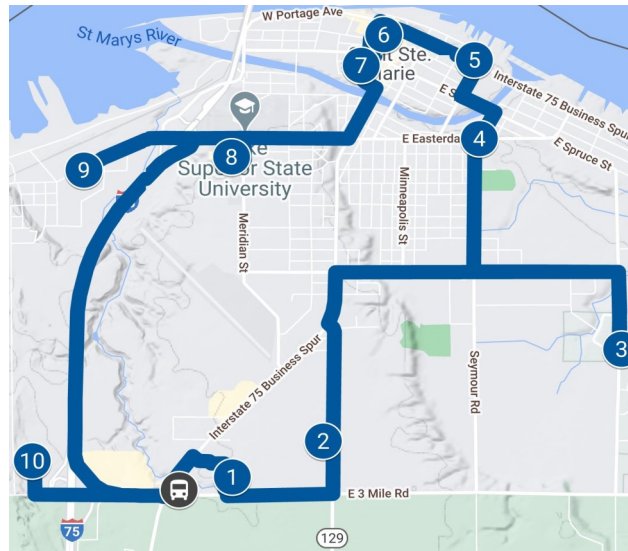 W Portage Ave
St Marys River
6
5
Ste.
7
arie
Interstate 75 Business Spur
E S
4
E Easterda
E Spruce St
8
9
Superior State
University
Minneapolis St
Meridian St
3
Interstate 75 Business Spur
Seymour Rd
2
10
1
E 3 Mile Rd
75
129